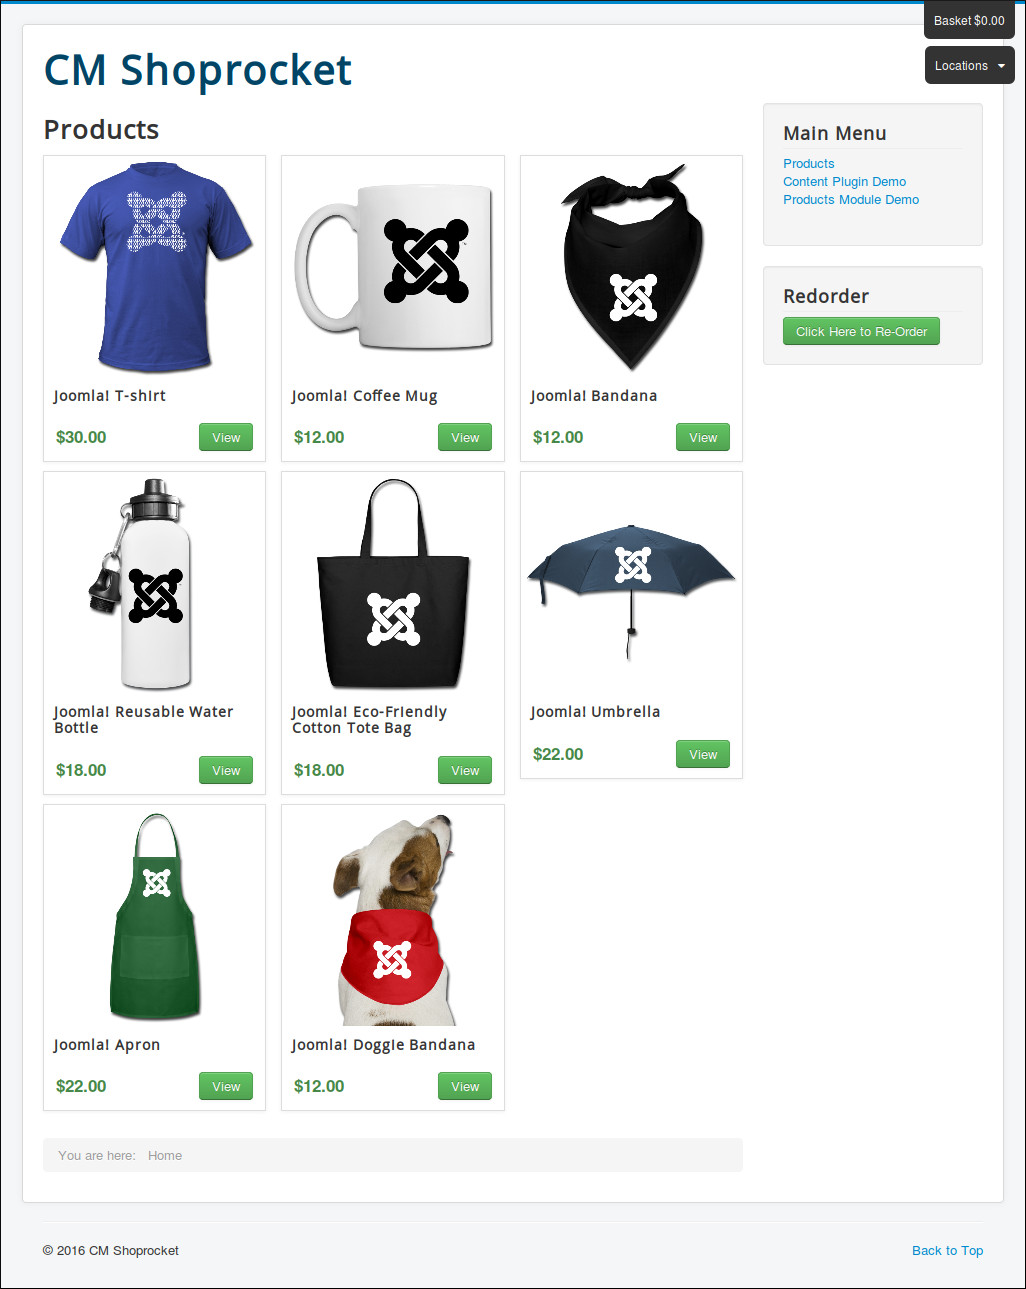 Basket $0.00
Locations
CM Shoprocket
Products
Joomla! T-shirt
$30.00
View
Joomla! Coffee Mug
$12.00
View
Joomla! Bandana
$12.00
View
Joomla! Reusable Water
Bottle
$18.00
View
Joomla! Eco-Friendly
Cotton Tote Bag
$18.00
View
Joomla! Umbrella
$22.00
View
Joomla! Apron
$22.00
View
Joomla! Doggie Bandana
$12.00
View
Main Menu
Products
Content Plugin Demo
Products Module Demo
Redorder
Click Here to Re-Order
You are here: Home
© 2016 CM Shoprocket
Back to Top